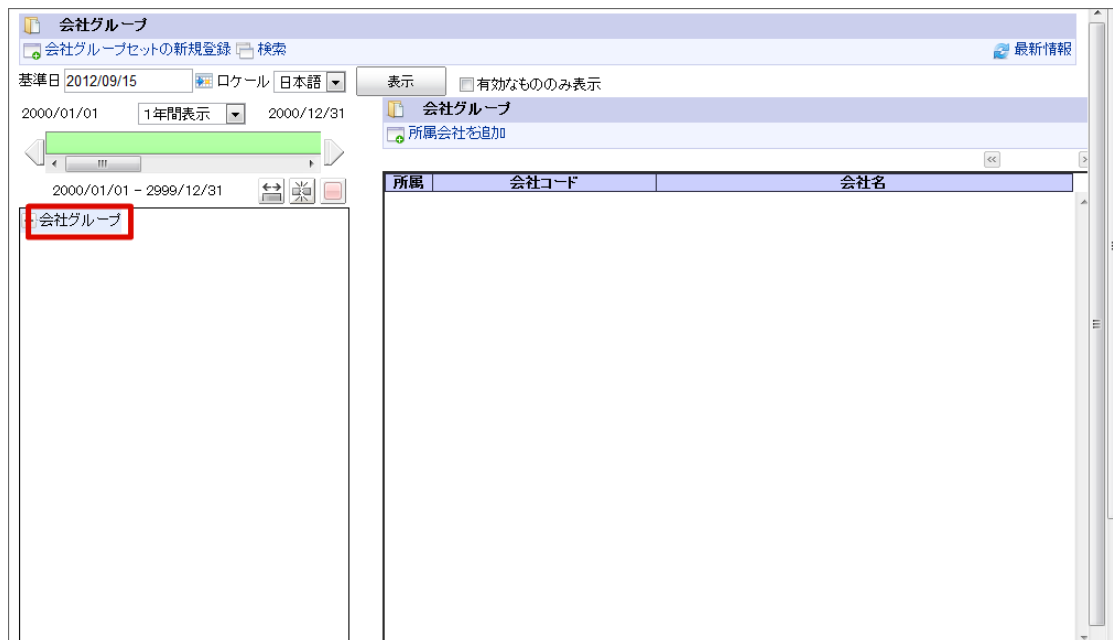 会社グループ
会社グループセットの新規登録 検索 最新情報
基準日 2012/09/15 ロケール 日本語 表示 有効なもののみ表示
2000/01/01 1年間表示 2000/12/31
2000/01/01 - 2999/12/31
会社グループ
会社グループ
所属会社を追加
所属 会社コード 会社名